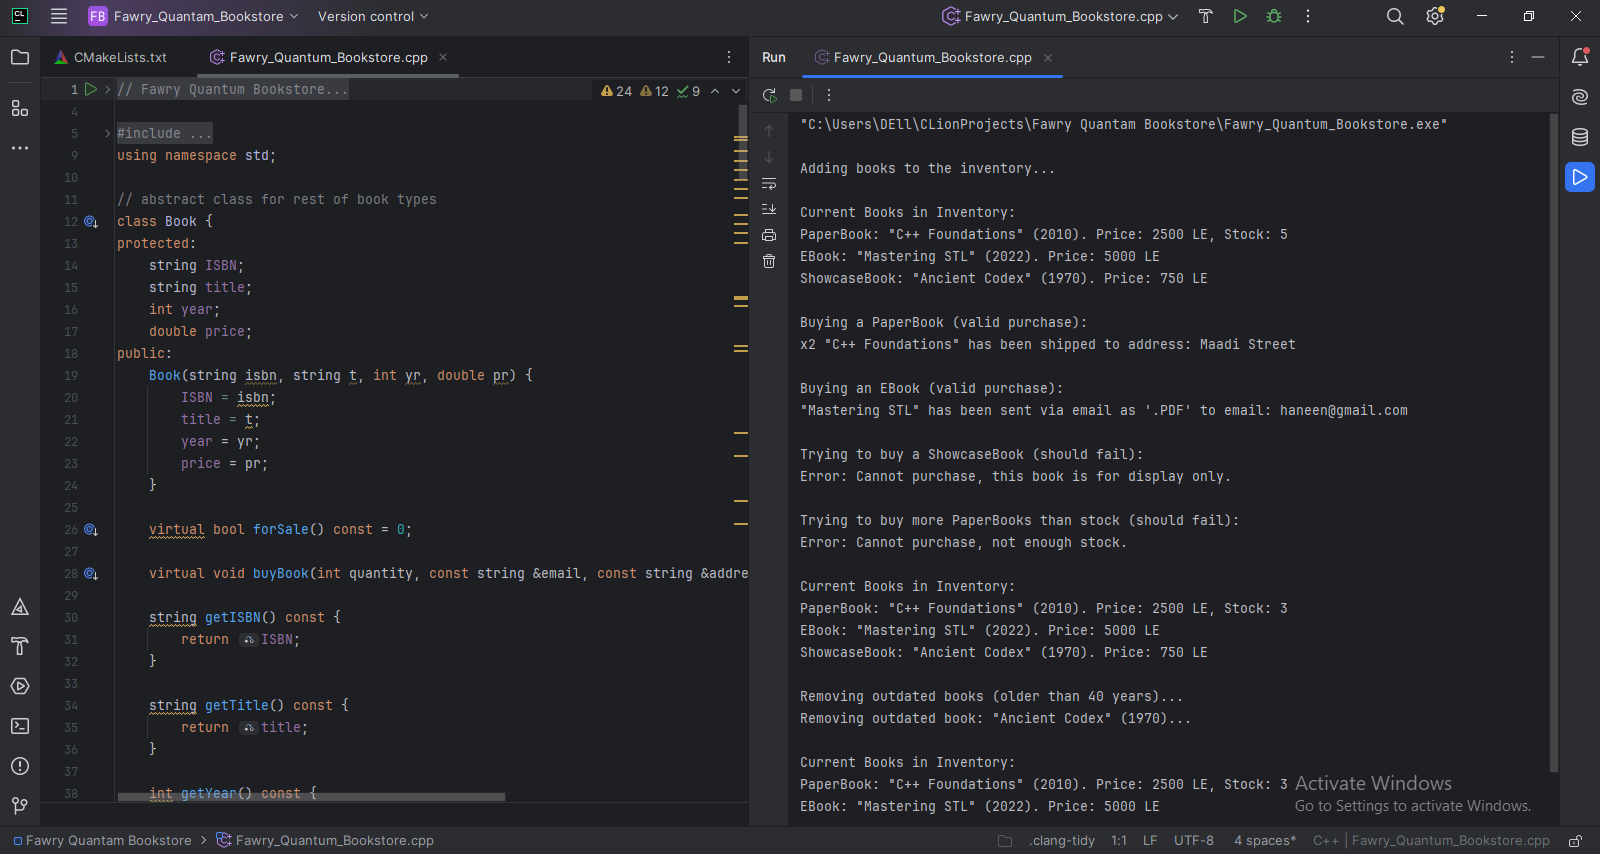 CL
FB Fawry_Quantam_Bookstore Version control Fawry_Quantum_Bookstore.cpp
CMakeLists.txt Fawry_Quantum_Bookstore.cpp
24 12 9
1 // Fawry Quantum Bookstore...
4
5 #include ...
9 using namespace std;
10
11 // abstract class for rest of book types
12 class Book {
13 protected:
14 string ISBN;
15 string title;
16 int year;
17 double price;
18 public:
19 Book(string isbn, string t, int yr, double pr) {
20 ISBN = isbn;
21 title = t;
22 year = yr;
23 price = pr;
24 }
25
26 virtual bool forSale() const = 0;
27
28 virtual void buyBook(int quantity, const string &email, const string &addre
29
30 string getISBN() const {
31 return ISBN;
32 }
33
34 string getTitle() const {
35 return title;
36 }
37
38 int getYear() const {
Run Fawry_Quantum_Bookstore.cpp
"C:\Users\DEll\CLionProjects\Fawry Quantam Bookstore\Fawry_Quantum_Bookstore.exe"
Adding books to the inventory...
Current Books in Inventory:
PaperBook: "C++ Foundations" (2010). Price: 2500 LE, Stock: 5
EBook: "Mastering STL" (2022). Price: 5000 LE
ShowcaseBook: "Ancient Codex" (1970). Price: 750 LE
Buying a PaperBook (valid purchase):
x2 "C++ Foundations" has been shipped to address: Maadi Street
Buying an EBook (valid purchase):
"Mastering STL" has been sent via email as '.PDF' to email: haneen@gmail.com
Trying to buy a ShowcaseBook (should fail):
Error: Cannot purchase, this book is for display only.
Trying to buy more PaperBooks than stock (should fail):
Error: Cannot purchase, not enough stock.
Current Books in Inventory:
PaperBook: "C++ Foundations" (2010). Price: 2500 LE, Stock: 3
EBook: "Mastering STL" (2022). Price: 5000 LE
ShowcaseBook: "Ancient Codex" (1970). Price: 750 LE
Removing outdated books (older than 40 years)...
Removing outdated book: "Ancient Codex" (1970)...
Current Books in Inventory:
PaperBook: "C++ Foundations" (2010). Price: 2500 LE, Stock: 3
EBook: "Mastering STL" (2022). Price: 5000 LE
Activate Windows
Go to Settings to activate Windows.
Fawry Quantam Bookstore Fawry_Quantum_Bookstore.cpp .clang-tidy 1:1 LF UTF-8 4 spaces* C++ | Fawry_Quantum_Bookstore.cpp